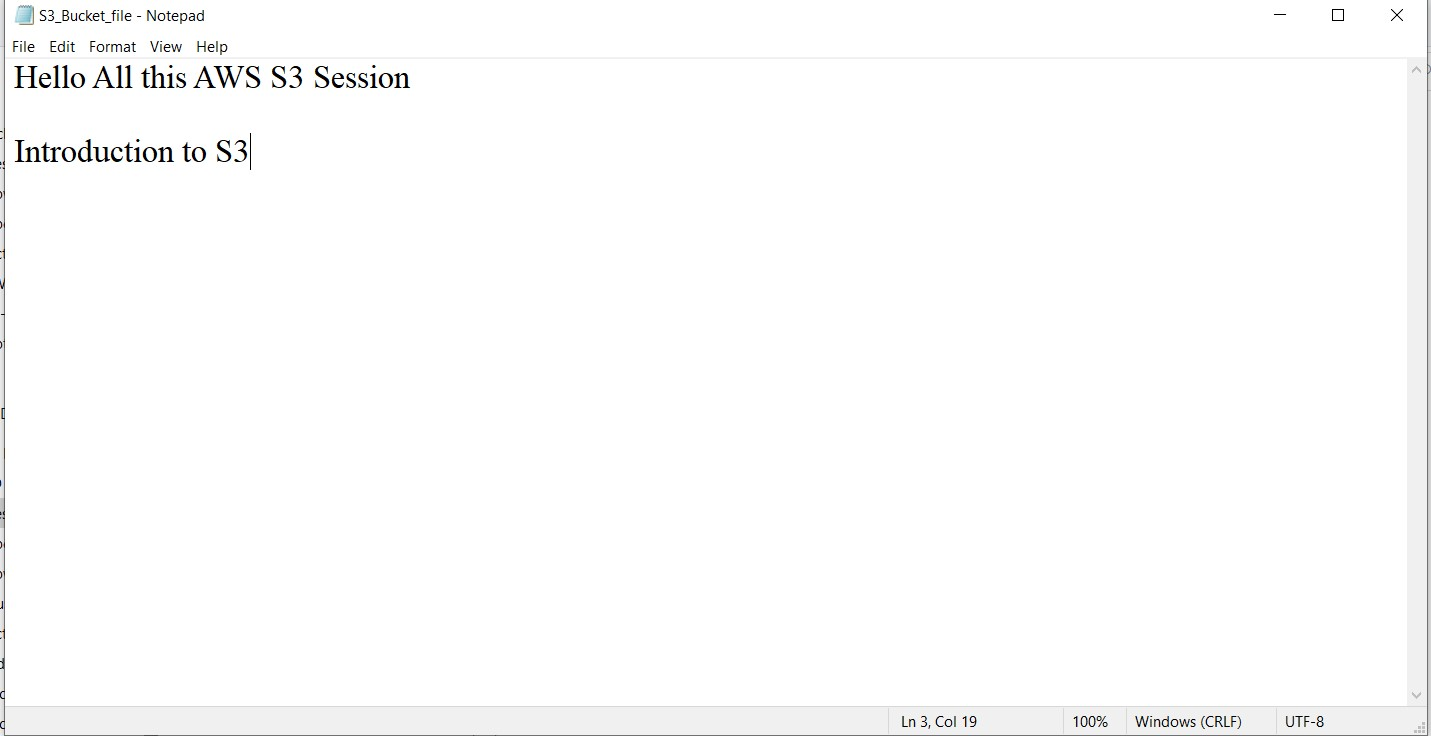 S3_Bucket_file - Notepad
File Edit Format View Help
Hello All this AWS S3 Session
Introduction to S3
Ln 3, Col 19 100% Windows (CRLF) UTF-8